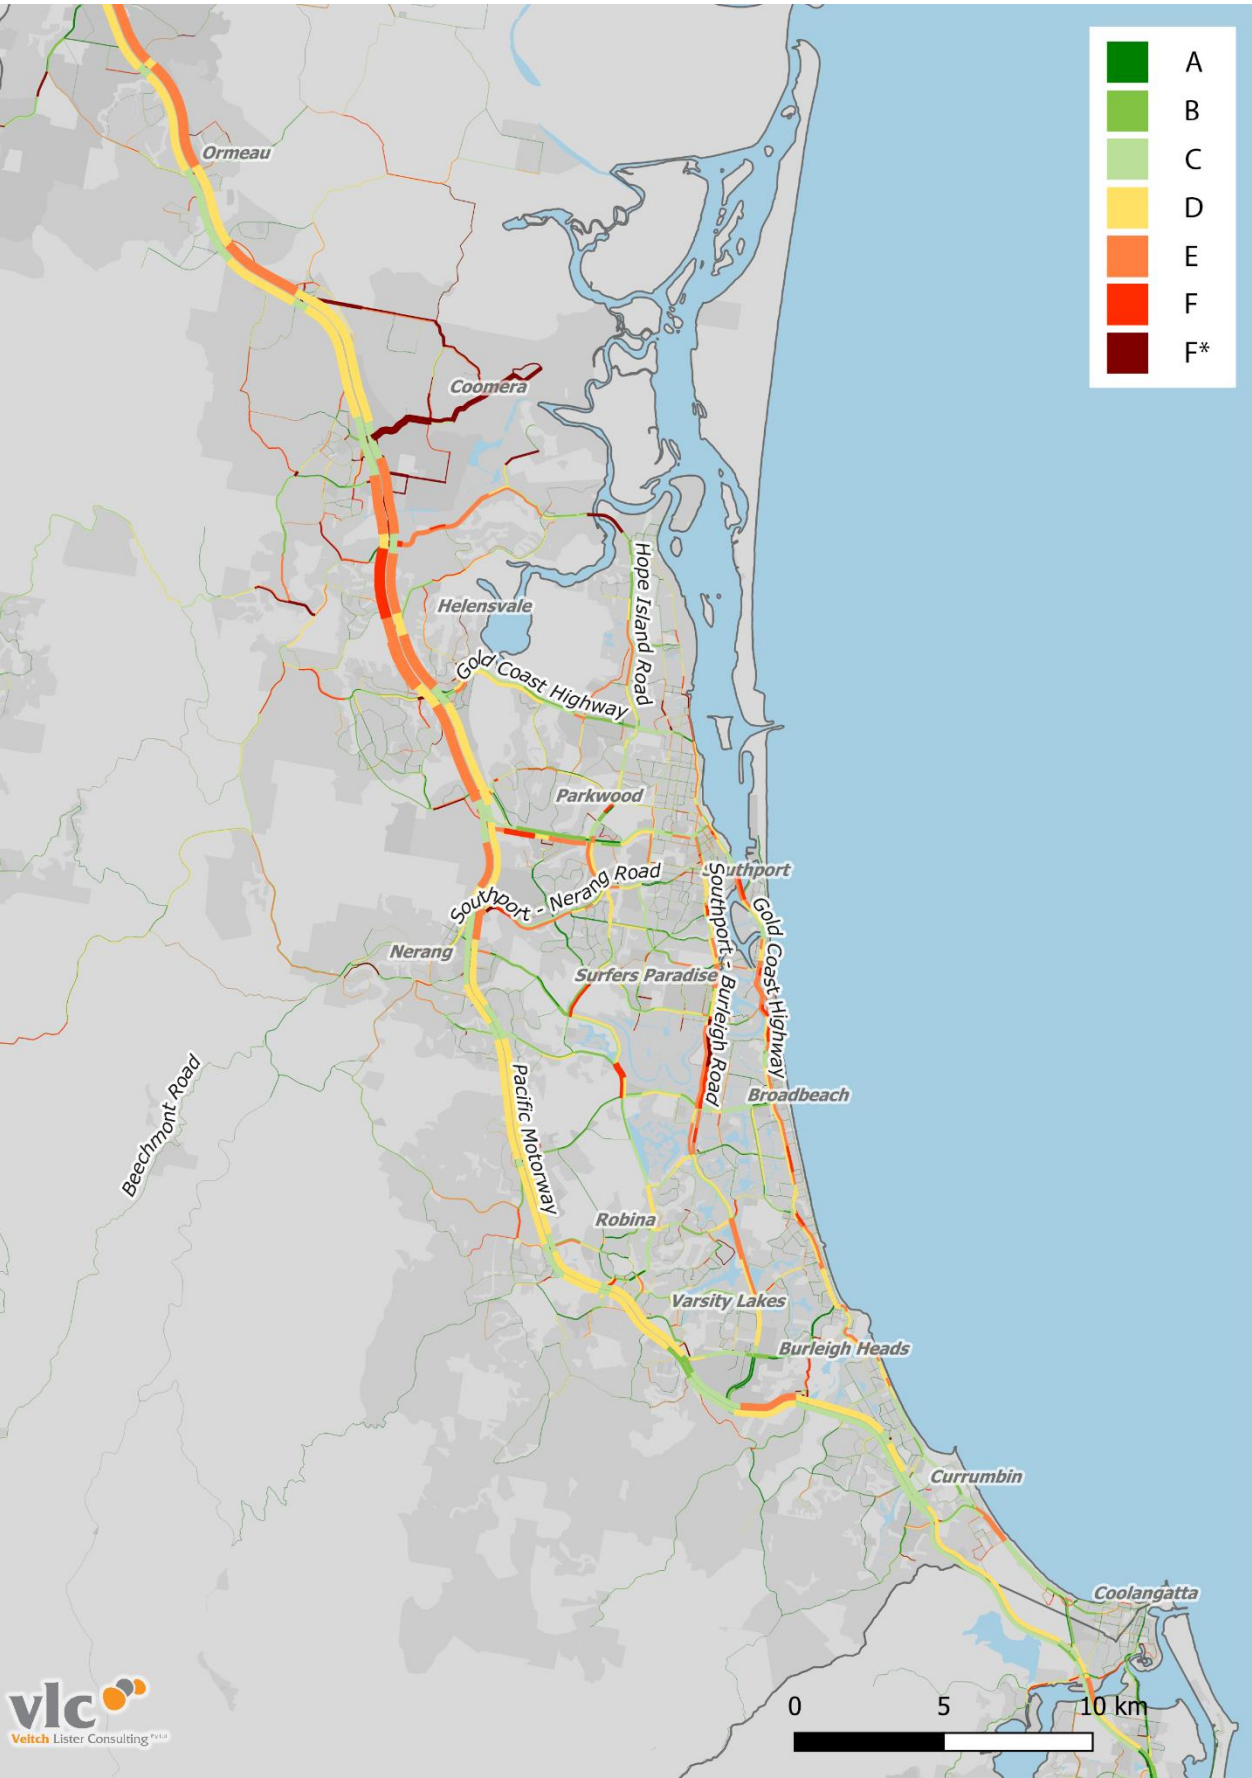 A
B
C
D
E
F
F*
Ormeau
Coomera
Hope Island Road
Helensvale
Gold Coast Highway
Parkwood
Southport - Nerang Road
uthport
Southport - Burleigh Road
Gold Coast Highway
Nerang
Surfers Paradise
Pacific Motorway
Beechmont Road
Broadbeach
Robina
Varsity Lakes
Burleigh Heads
Currumbin
Coolangatta
vlc
Veitch Lister Consulting
0 5 10 km